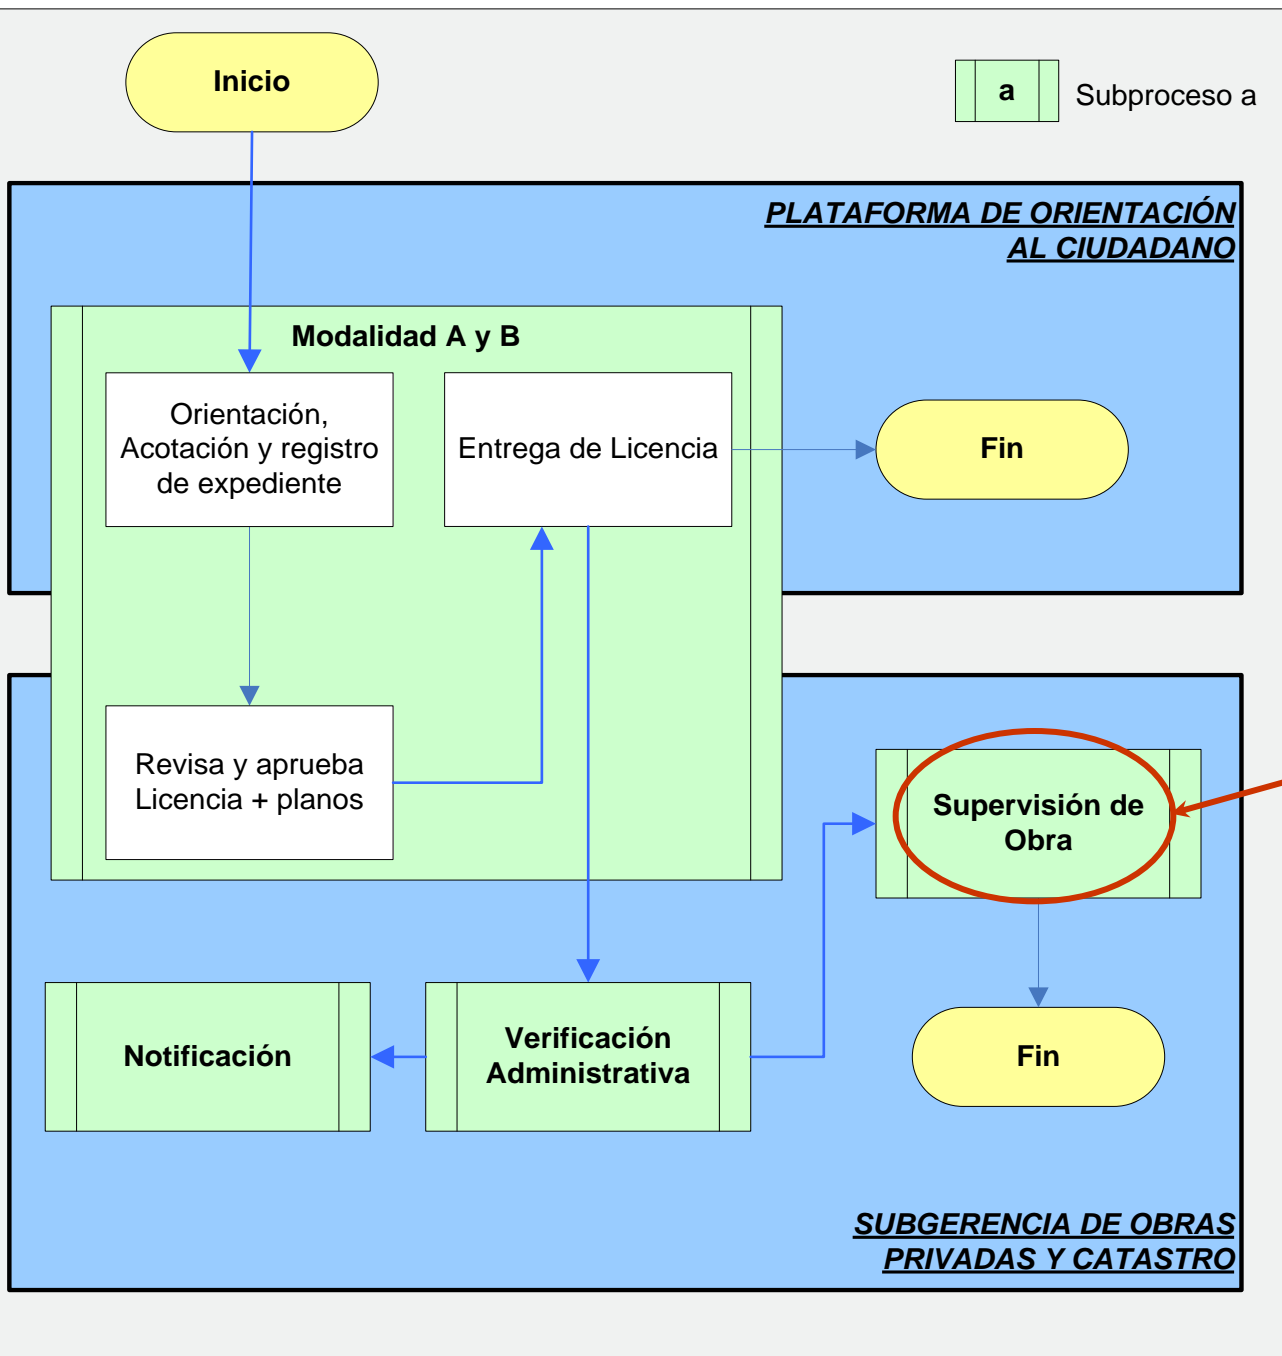 Inicio
a
Subproceso a
PLATAFORMA DE ORIENTACIÓN
AL CIUDADANO
Modalidad A y B
Orientación,
Acotación y registro
de expediente
Entrega de Licencia
Fin
Revisa y aprueba
Licencia + planos
Supervisión de
Obra
Notificación
Verificación
Administrativa
Fin
SUBGERENCIA DE OBRAS
PRIVADAS Y CATASTRO